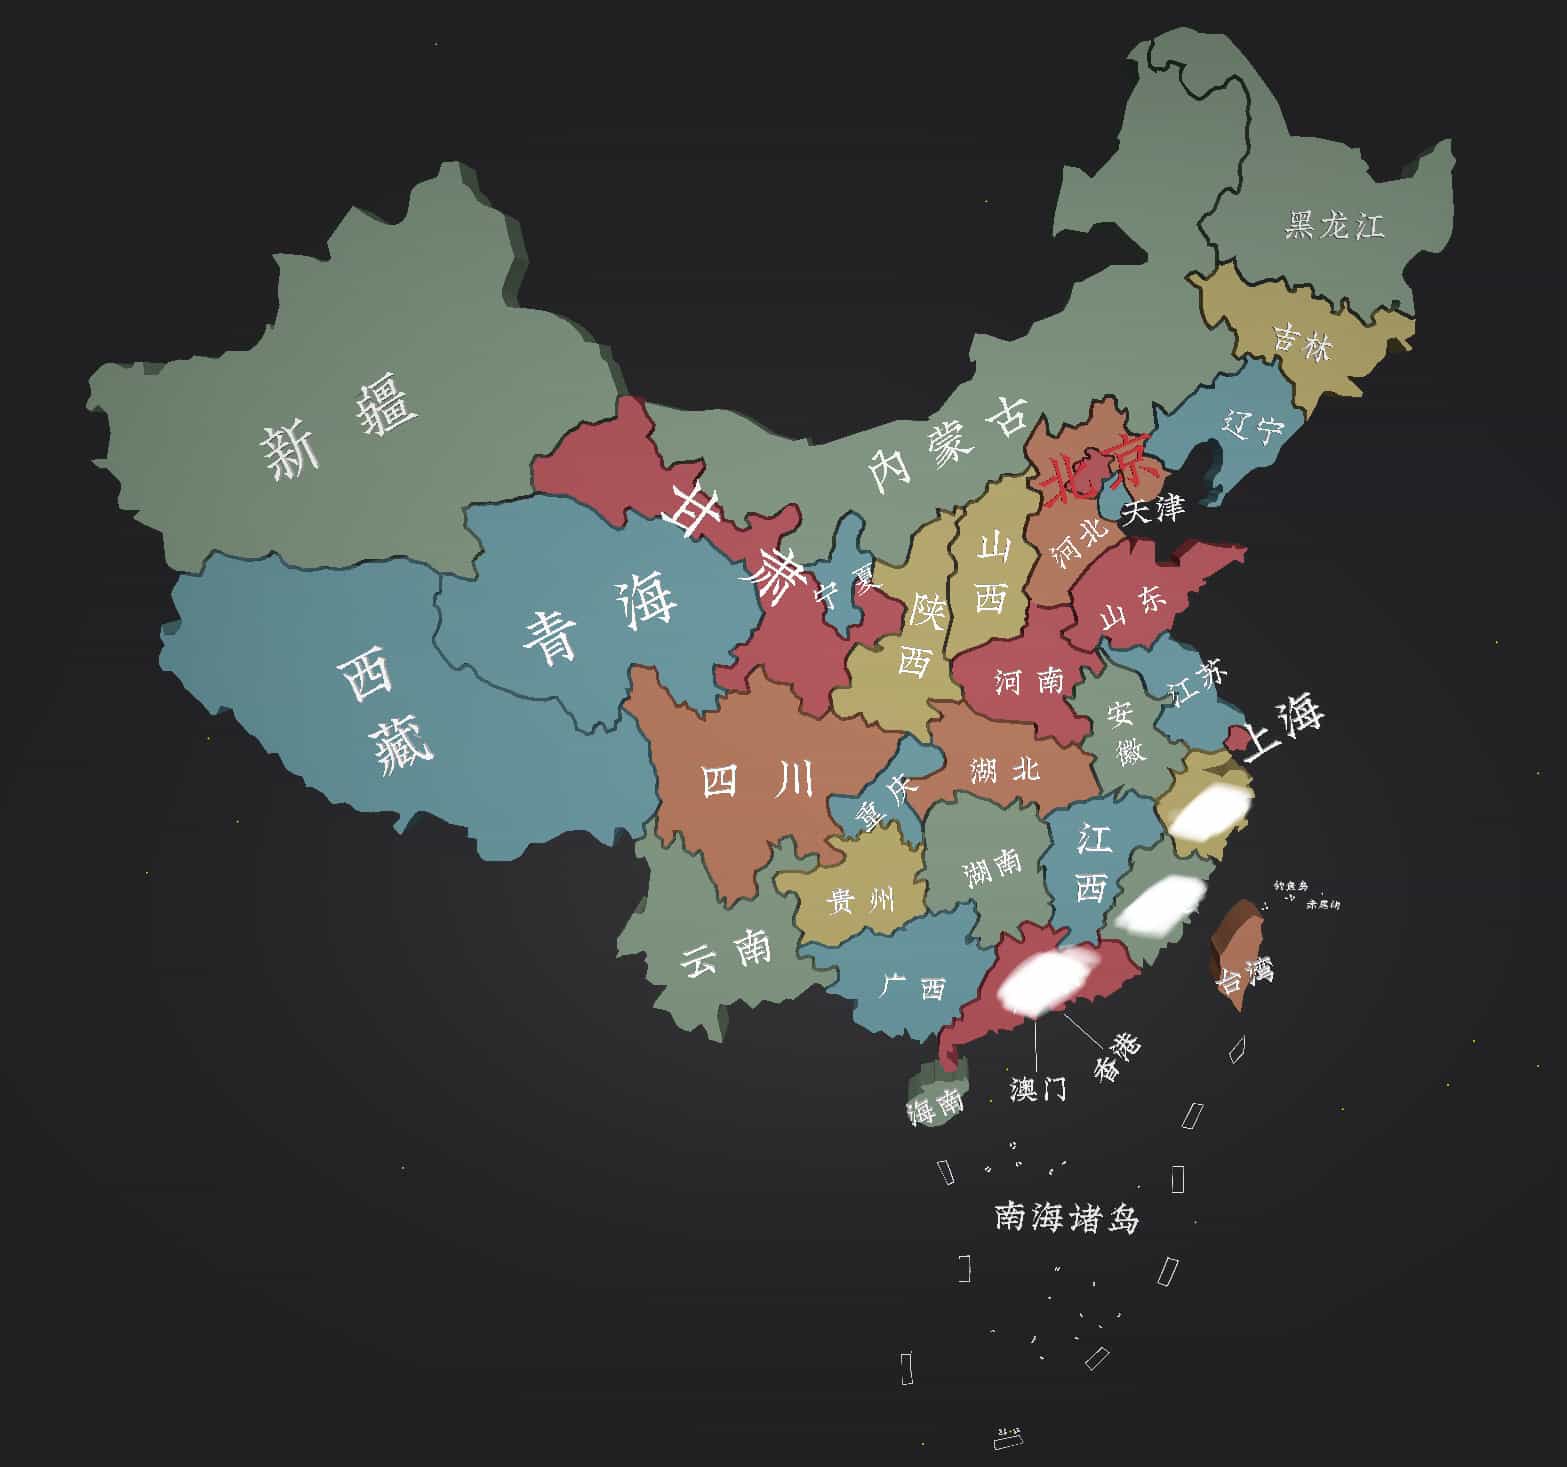 黑龙江
吉林
辽宁
新疆
内蒙古
北京
天津
甘肃
河北
山西
宁夏
青海
陕西
山东
西藏
河南
江苏
安徽
上海
四川
湖北
重庆
江西
湖南
贵州
云南
广西
钓鱼岛
赤尾屿
台湾
香港
澳门
海南
南海诸岛